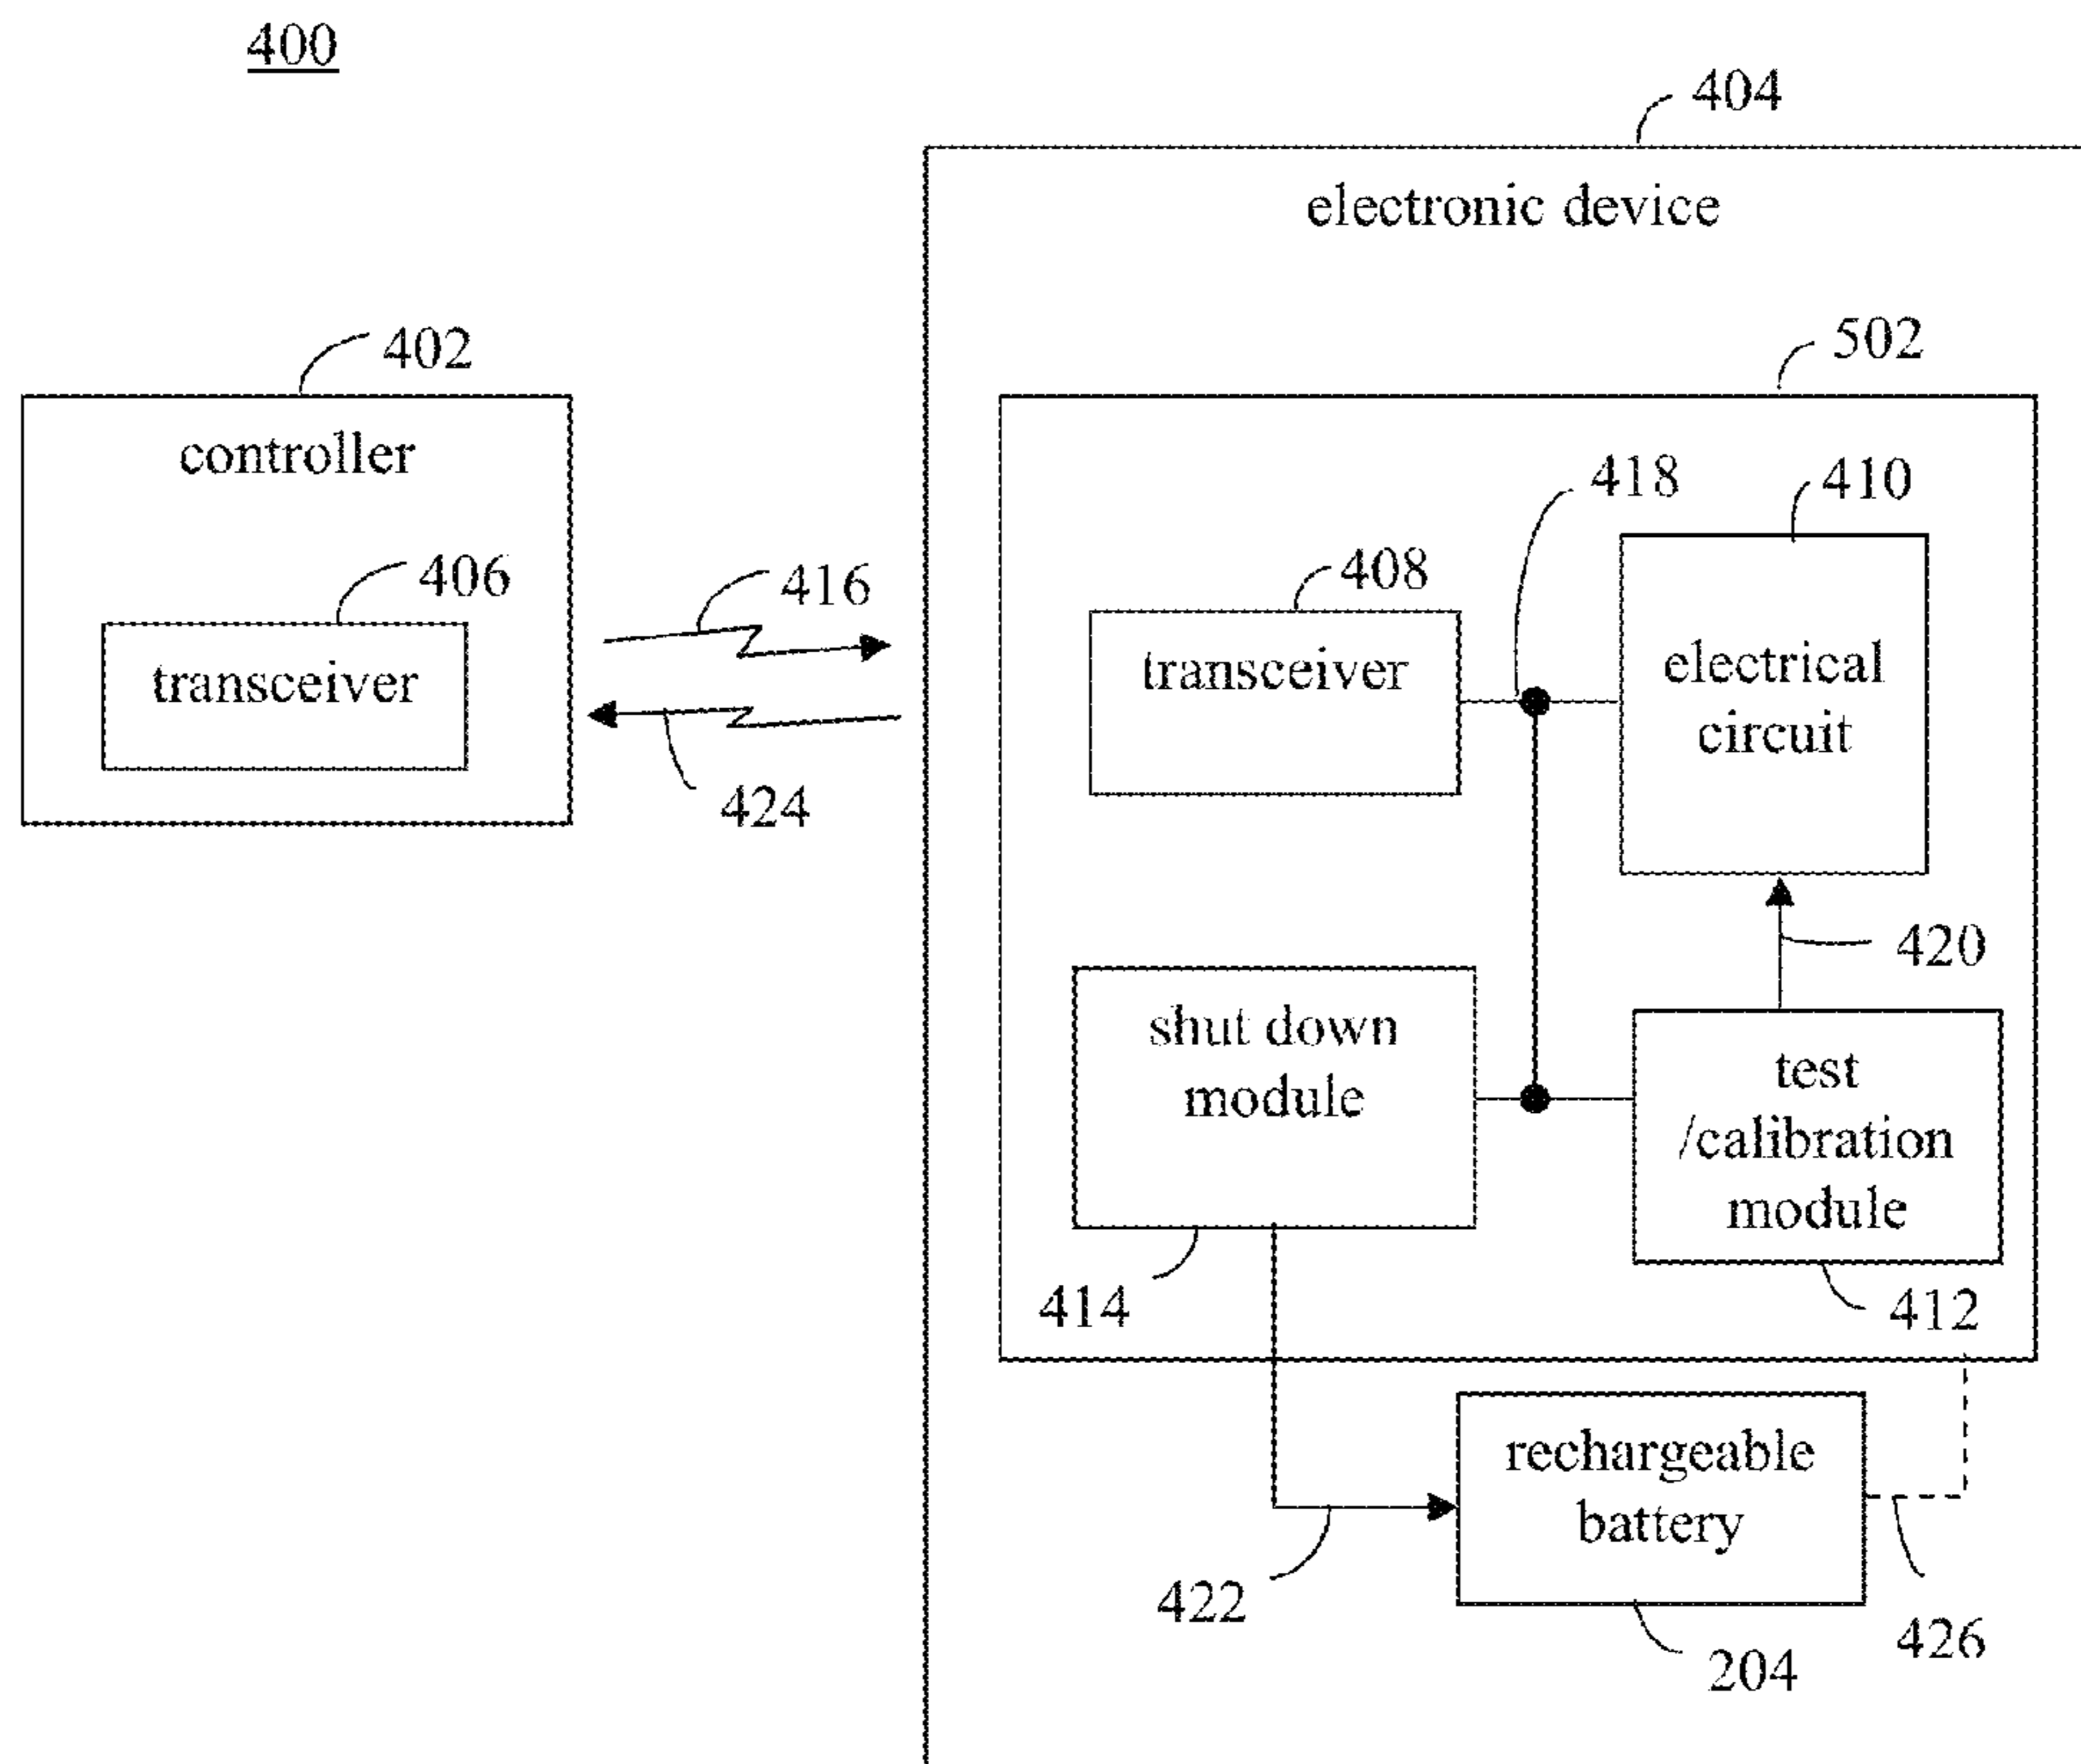 400
404
electronic device
402
502
controller
418
410
406
416
408
transceiver
transceiver
electrical
circuit
424
420
shut down
module
test
/calibration
module
414
412
rechargeable
battery
422
426
204